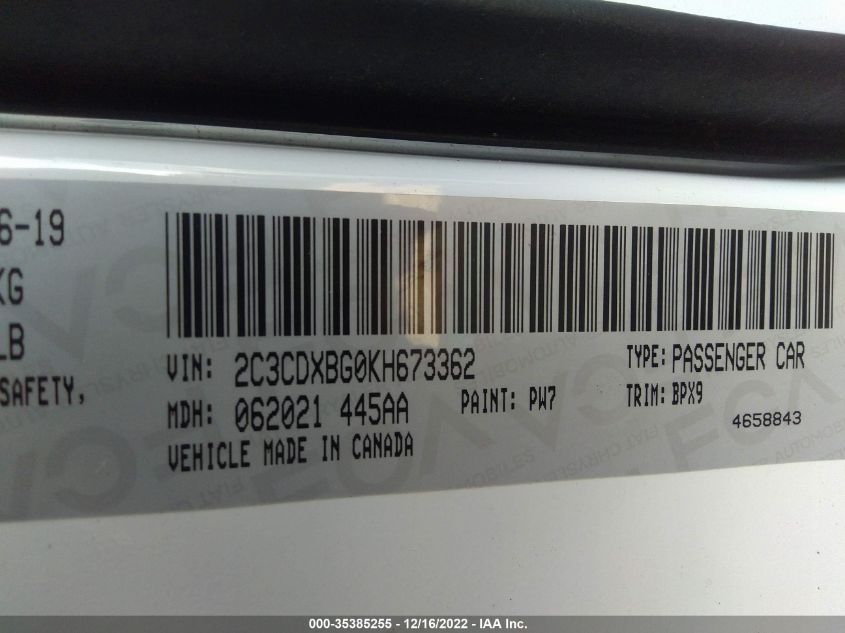 6-19
KG
LB
SAFETY,
VIN: 2C3CDXBG0KH673362
TYPE: PASSENGER CAR
MDH: 062021 445AA
PAINT: PW7
TRIM: BPX9
4658843
VEHICLE MADE IN CANADA
000-35385255 - 12/16/2022 - IAA Inc.